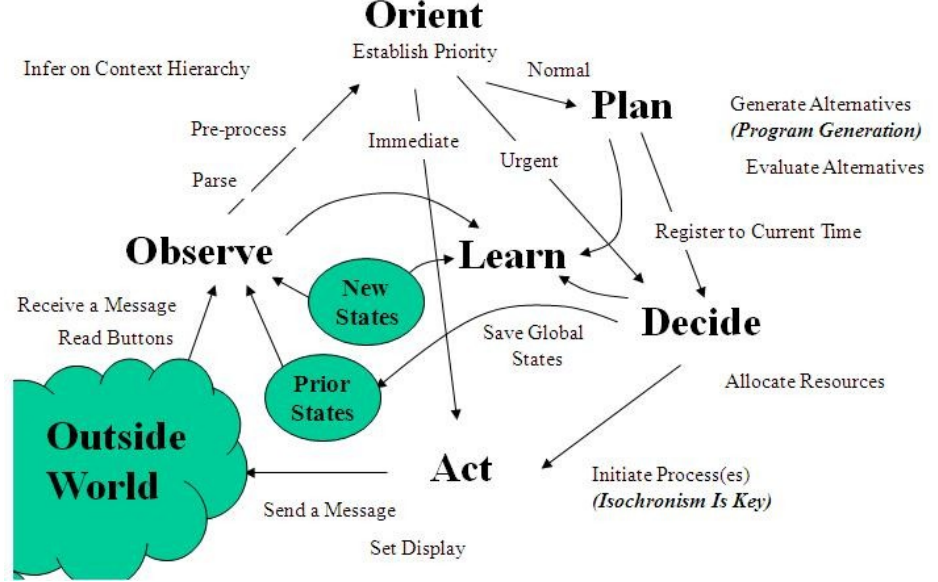 Orient
Establish Priority
Infer on Context Hierarchy
Normal
Plan
Generate Alternatives
(Program Generation)
Pre-process
Immediate
Urgent
Evaluate Alternatives
Parse
Register to Current Time
Observe
Learn
New
States
Receive a Message
Read Buttons
Decide
Save Global
States
Prior
States
Allocate Resources
Outside
World
Act
Initiate Process(es)
(Isochronism Is Key)
Send a Message
Set Display